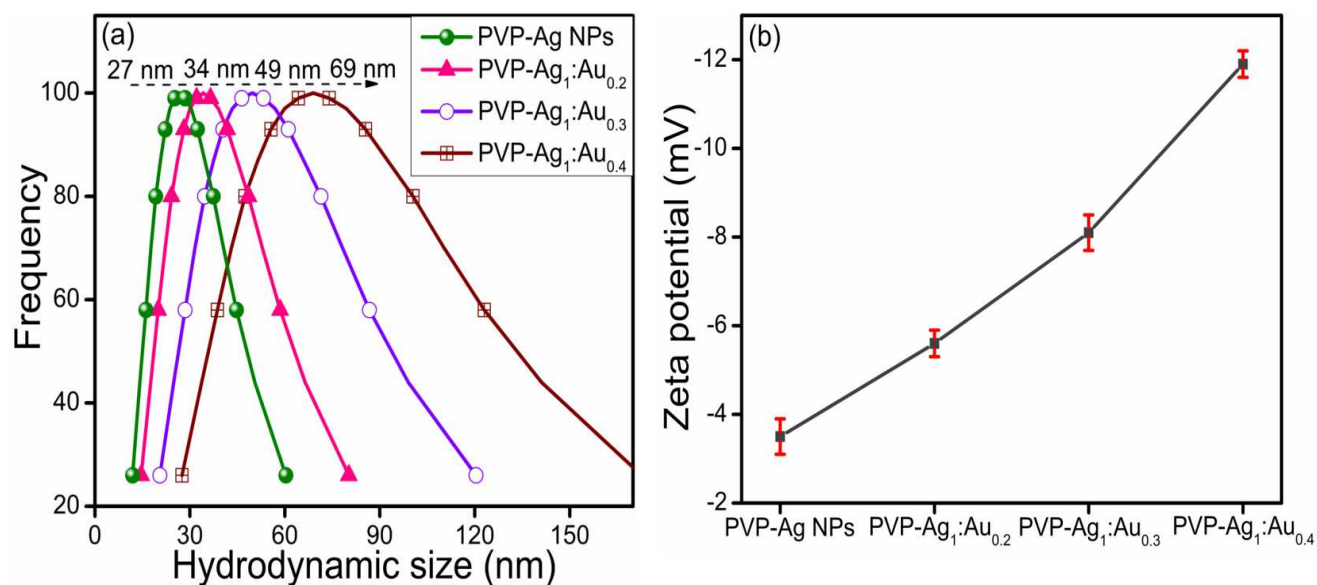 (a)
27 nm 34 nm 49 nm 69 nm
PVP-Ag NPs
PVP-Ag₁:Au₀.₂
PVP-Ag₁:Au₀.₃
PVP-Ag₁:Au₀.₄
100
80
60
40
20
Frequency
0 30 60 90 120 150
Hydrodynamic size (nm)
(b)
-12
-10
-8
-6
-4
-2
Zeta potential (mV)
PVP-Ag NPs PVP-Ag₁:Au₀.₂ PVP-Ag₁:Au₀.₃ PVP-Ag₁:Au₀.₄